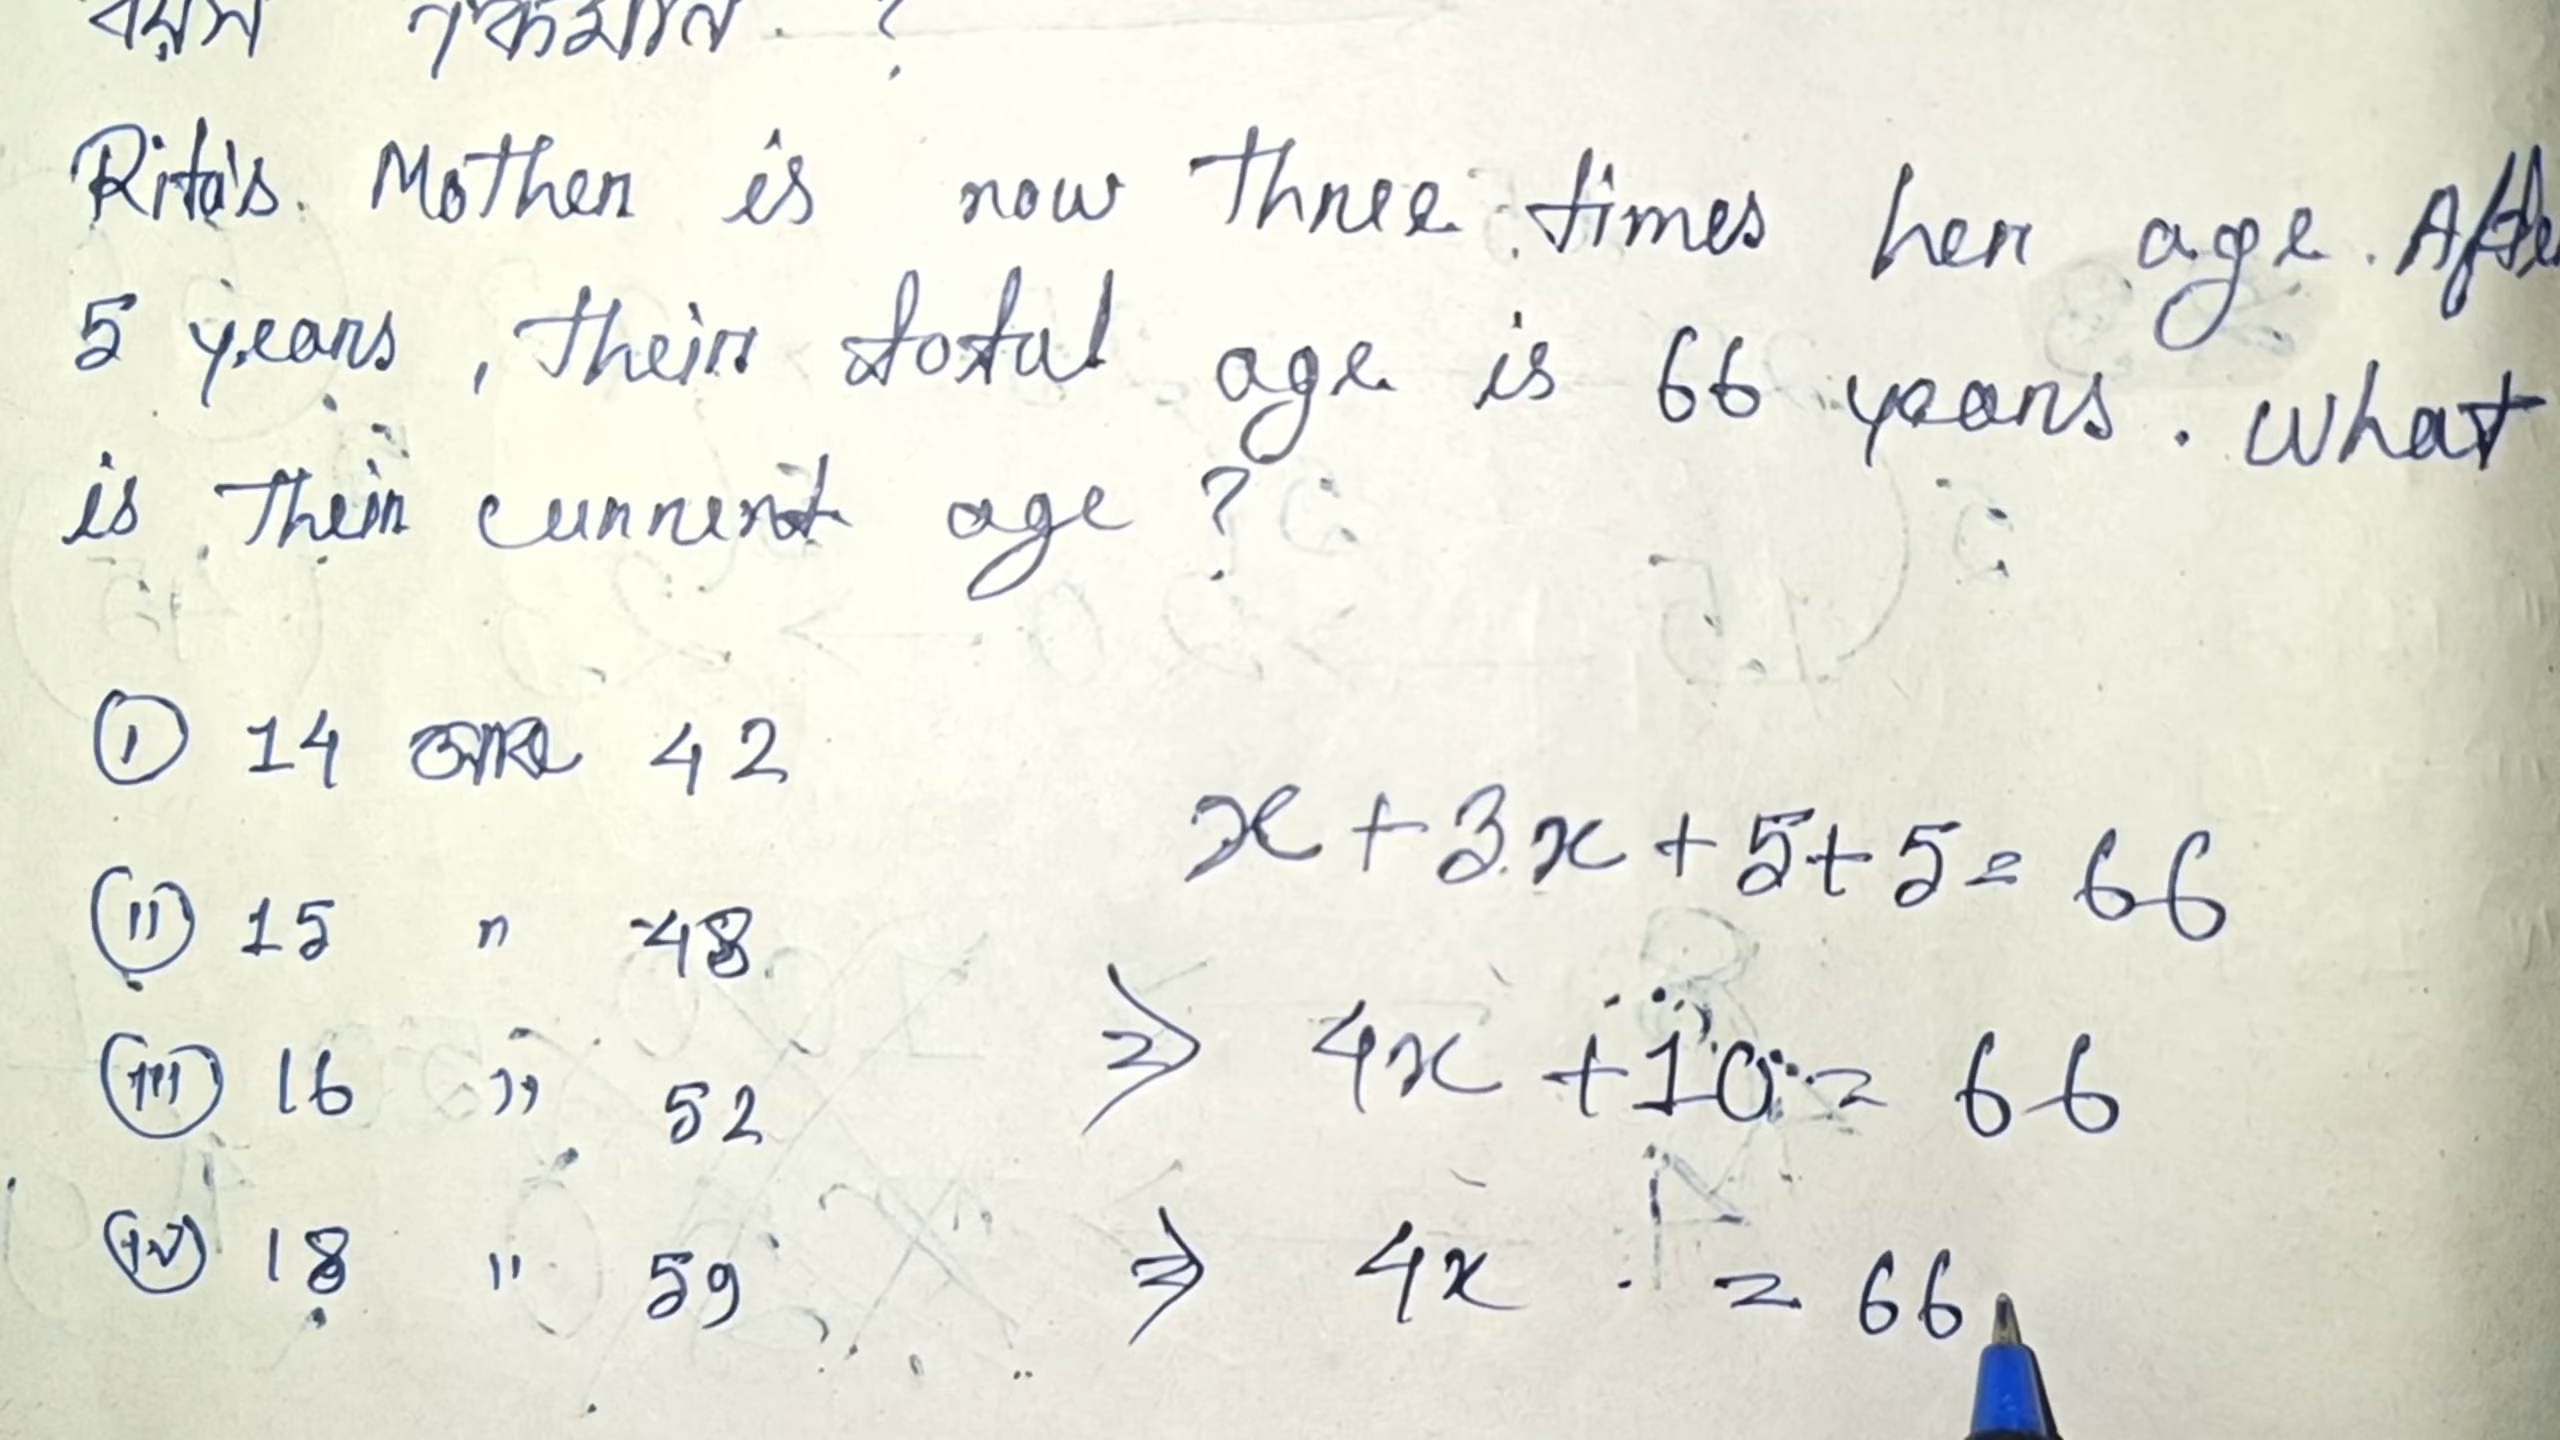 বয়স
Rita's Mother is now three times her age. After
5 years, their total age is 66 years. What
is their current age?
i 14 আর 42
ii 15 " 48
iii 16 " 52
iv 18 " 59
x + 3x + 5 + 5 = 66
⇒ 4x + 10 = 66
⇒ 4x = 66